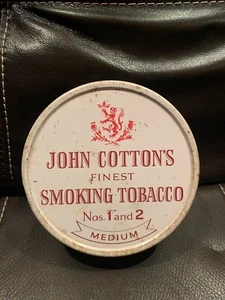 JOHN COTTON'S
FINEST
SMOKING TOBACCO
Nos. 1 and 2
MEDIUM